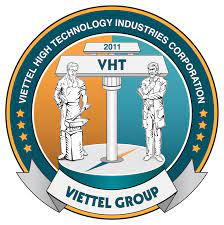 VIETTEL HIGH TECHNOLOGY INDUSTRIES CORPORATION
2011
VHT
VIETTEL GROUP